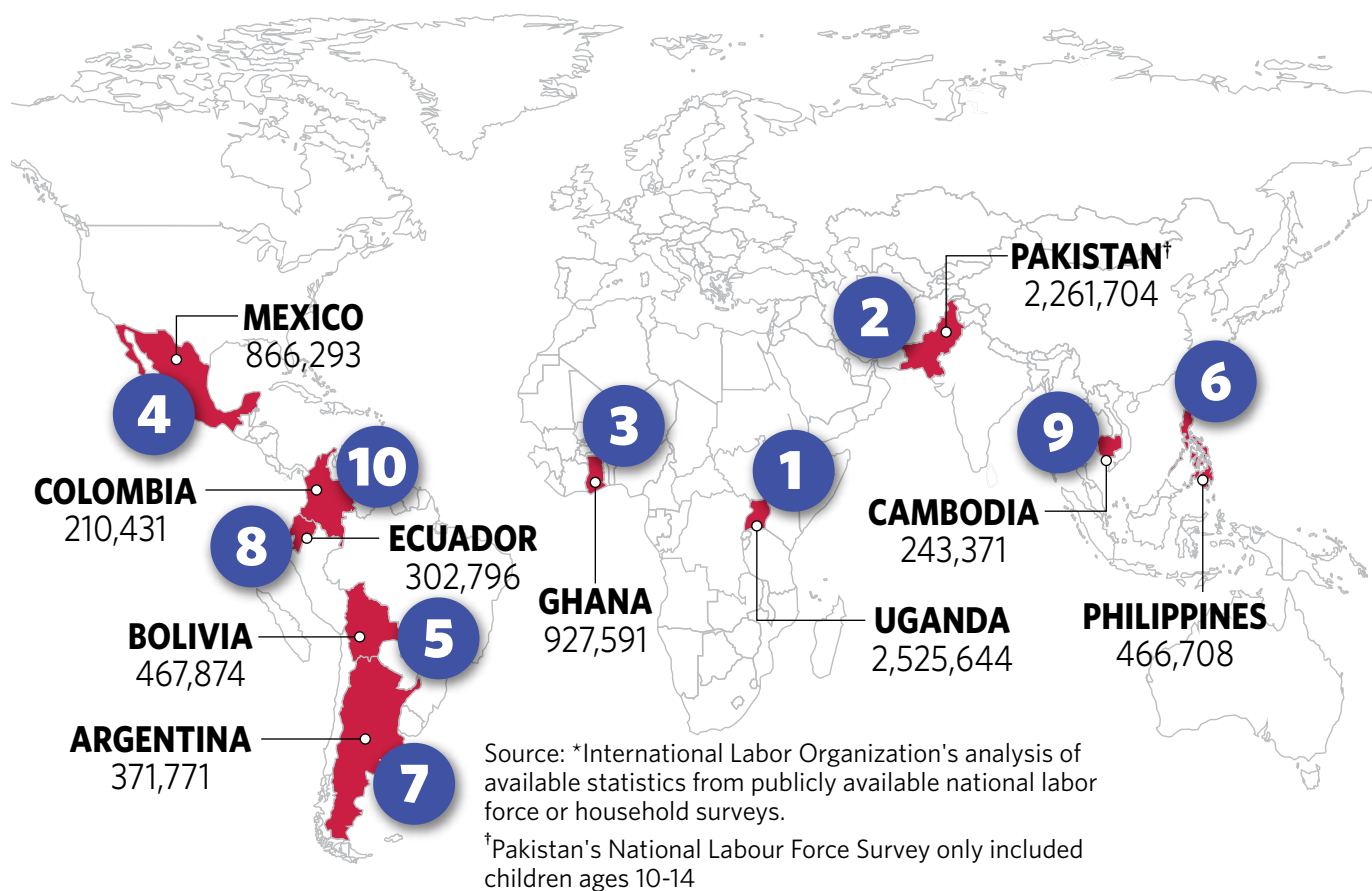 PAKISTAN†
2,261,704
2
MEXICO
866,293
4
6
3
9
10
1
COLOMBIA
210,431
8
ECUADOR
302,796
CAMBODIA
243,371
GHANA
927,591
UGANDA
2,525,644
PHILIPPINES
466,708
BOLIVIA
467,874
5
ARGENTINA
371,771
7
Source: *International Labor Organization's analysis of
available statistics from publicly available national labor
force or household surveys.
†Pakistan's National Labour Force Survey only included
children ages 10-14